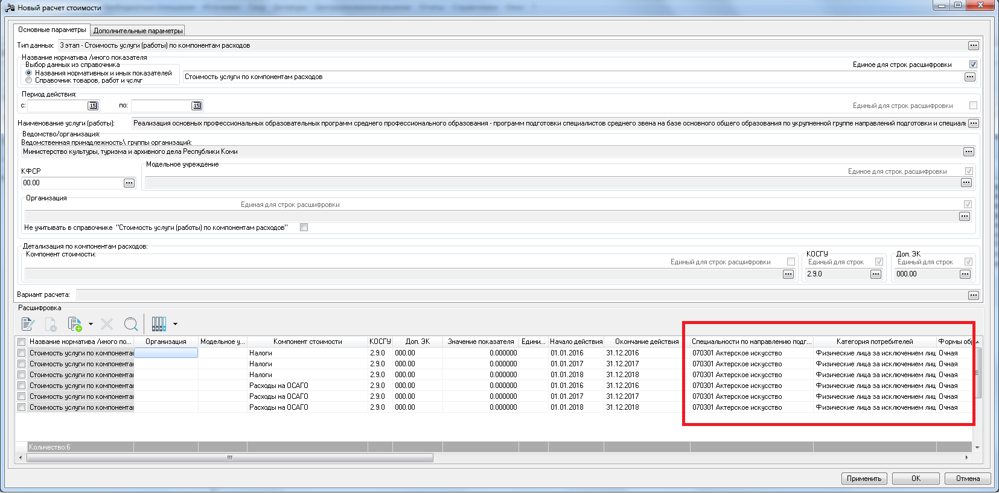 Новый расчет стоимости
Основные параметры
Дополнительные параметры
Тип данных: 3 этап - Стоимость услуги (работы) по компонентам расходов
Название норматива /иного показателя
Выбор данных из справочника
Единое для строк расшифровки
Названия нормативных и иных показателей
Стоимость услуги по компонентам расходов
Справочник товаров, работ и услуг
Период действия:
с: 15 по: 15 Единый для строк расшифровки
Наименование услуги (работы): Реализация основных профессиональных образовательных программ среднего профессионального образования - программ подготовки специалистов среднего звена на базе основного общего образования по укрупненной группе направлений подготовки и специаль
Ведомство/организация:
Ведомственная принадлежность\ группы организаций:
Министерство культуры, туризма и архивного дела Республики Коми
КФСР
00.00
Модельное учреждение
Единое для строк расшифровки
Организация
Единая для строк расшифровки
Не учитывать в справочнике "Стоимость услуги (работы) по компонентам расходов"
Детализация по компонентам расходов:
Компонент стоимости:
Единый для строк расшифровки
КОСГУ
Единый для строк
2.9.0
Доп. ЭК
Единый для строк
000.00
Вариант расчета:
Расшифровка
Название норматива /иного по... Организация Модельное у... Компонент стоимости КОСГУ Доп. ЭК Значение показателя Едини... Начало действия Окончание действия Специальности по направлению подг... Категория потребителей Формы обр
Стоимость услуги по компонента Налоги 2.9.0 000.00 0.000000 01.01.2016 31.12.2016 070301 Актерское искусство Физические лица за исключением лиц Очная
Стоимость услуги по компонента Налоги 2.9.0 000.00 0.000000 01.01.2017 31.12.2017 070301 Актерское искусство Физические лица за исключением лиц Очная
Стоимость услуги по компонента Налоги 2.9.0 000.00 0.000000 01.01.2018 31.12.2018 070301 Актерское искусство Физические лица за исключением лиц Очная
Стоимость услуги по компонента Расходы на ОСАГО 2.9.0 000.00 0.000000 01.01.2016 31.12.2016 070301 Актерское искусство Физические лица за исключением лиц Очная
Стоимость услуги по компонента Расходы на ОСАГО 2.9.0 000.00 0.000000 01.01.2017 31.12.2017 070301 Актерское искусство Физические лица за исключением лиц Очная
Стоимость услуги по компонента Расходы на ОСАГО 2.9.0 000.00 0.000000 01.01.2018 31.12.2018 070301 Актерское искусство Физические лица за исключением лиц Очная
Количество:6
Применить OK Отмена